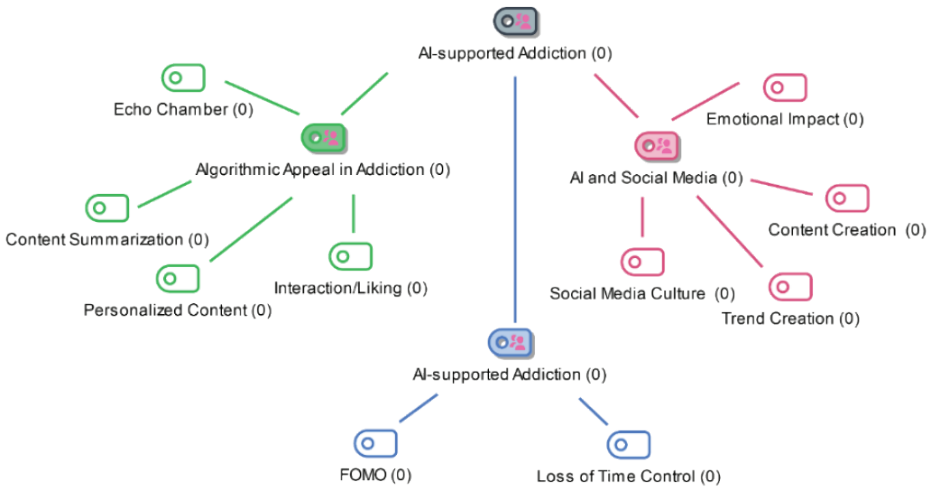 AI-supported Addiction (0)
Echo Chamber (0)
Emotional Impact (0)
Algorithmic Appeal in Addiction (0)
AI and Social Media (0)
Content Summarization (0)
Content Creation (0)
Personalized Content (0)
Interaction/Liking (0)
Social Media Culture (0)
Trend Creation (0)
AI-supported Addiction (0)
FOMO (0)
Loss of Time Control (0)